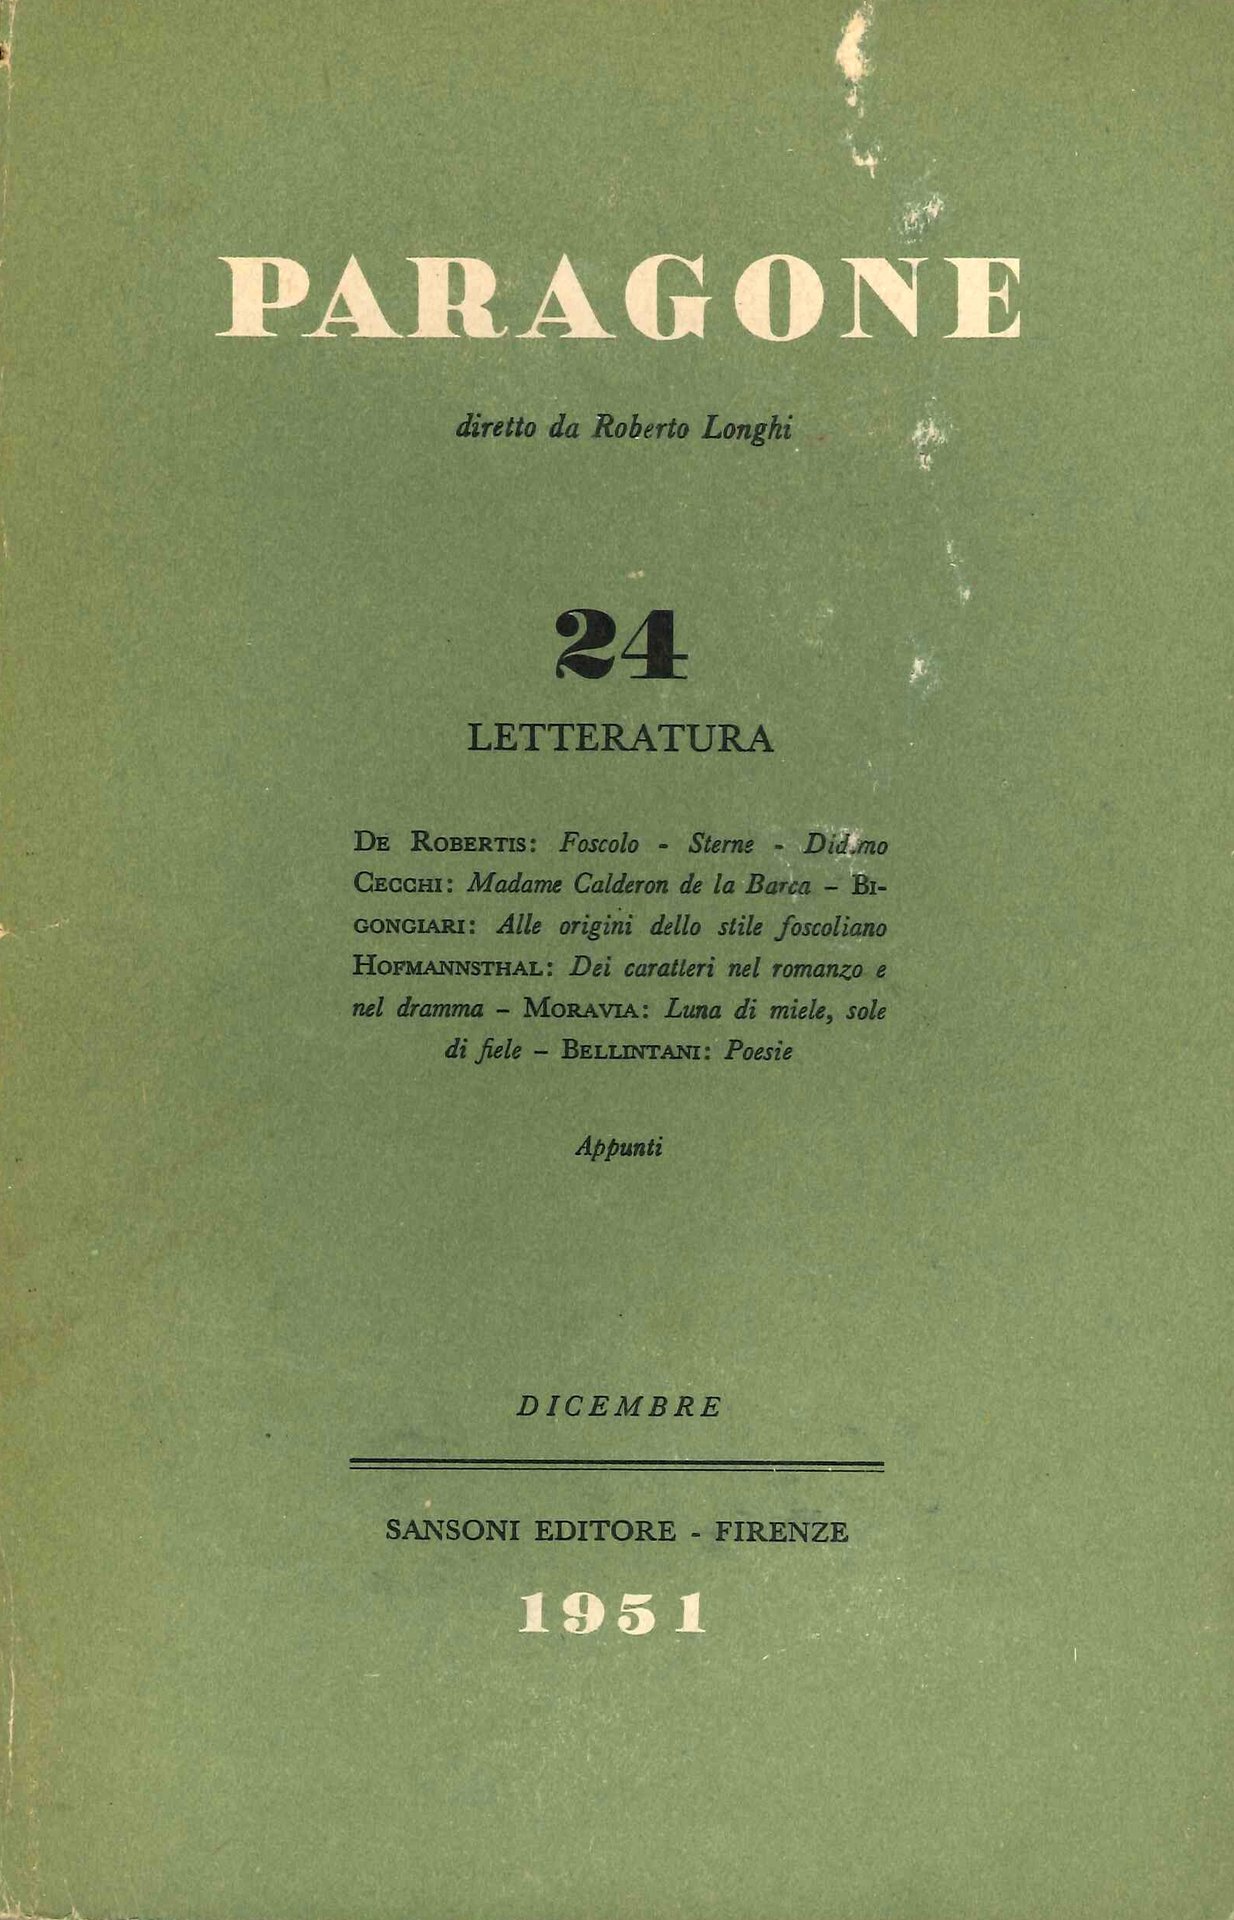 PARAGONE
diretto da Roberto Longhi
24
LETTERATURA
DE ROBERTIS: Foscolo - Sterne - Didimo
CECCHI: Madame Calderon de la Barca – BI-
GONGIARI: Alle origini dello stile foscoliano
HOFMANNSTHAL: Dei caratteri nel romanzo e
nel dramma – MORAVIA: Luna di miele, sole
di fiele – BELLINTANI: Poesie
Appunti
DICEMBRE
SANSONI EDITORE - FIRENZE
1951